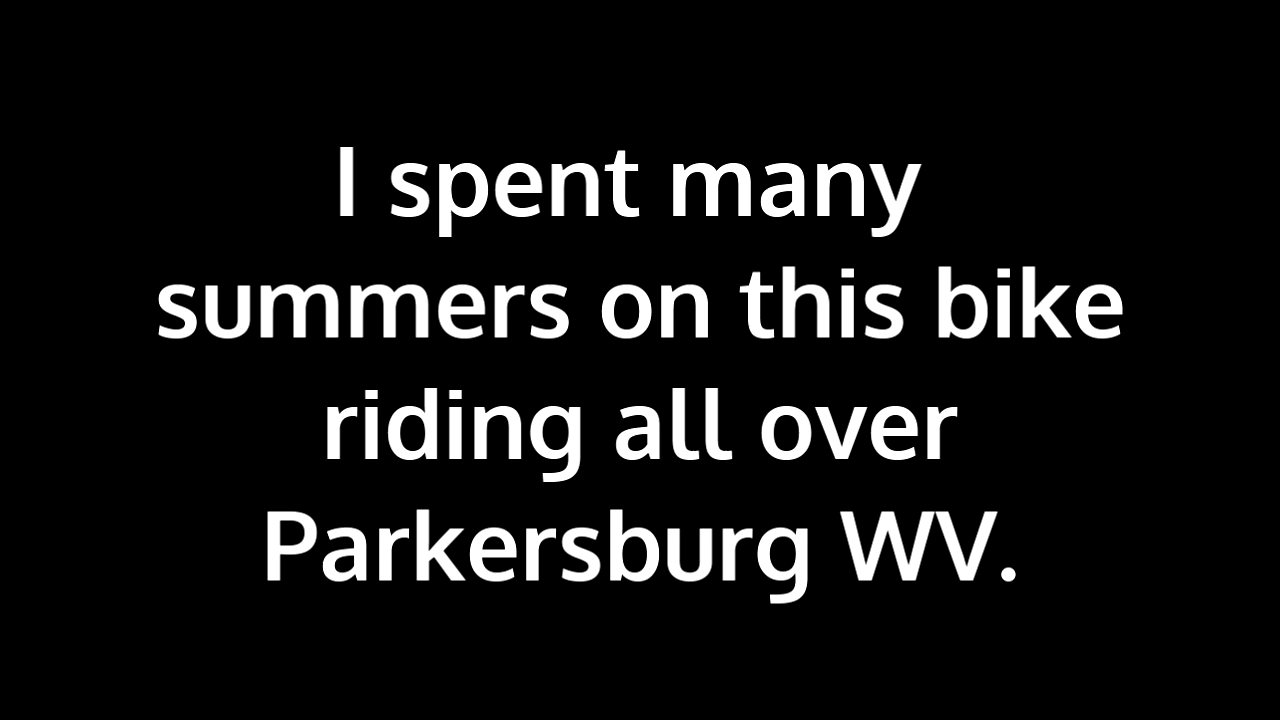 I spent many
summers on this bike
riding all over
Parkersburg WV.